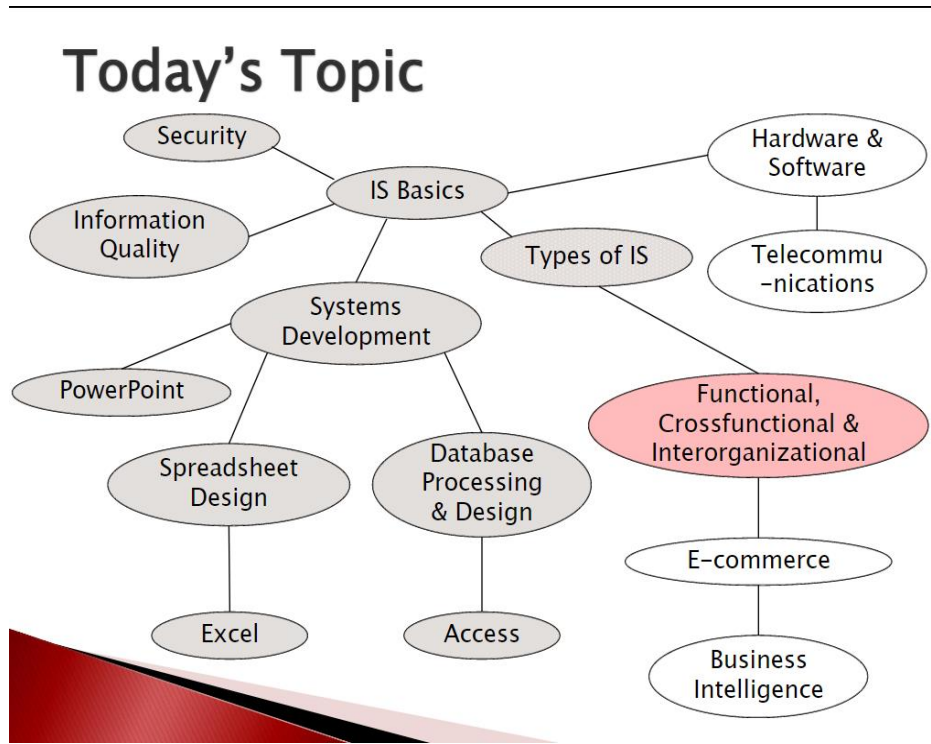 Today's Topic
Security
Hardware &
Software
IS Basics
Information
Quality
Types of IS
Telecommu
-nications
Systems
Development
PowerPoint
Functional,
Crossfunctional &
Interorganizational
Spreadsheet
Design
Database
Processing
& Design
E-commerce
Excel
Access
Business
Intelligence